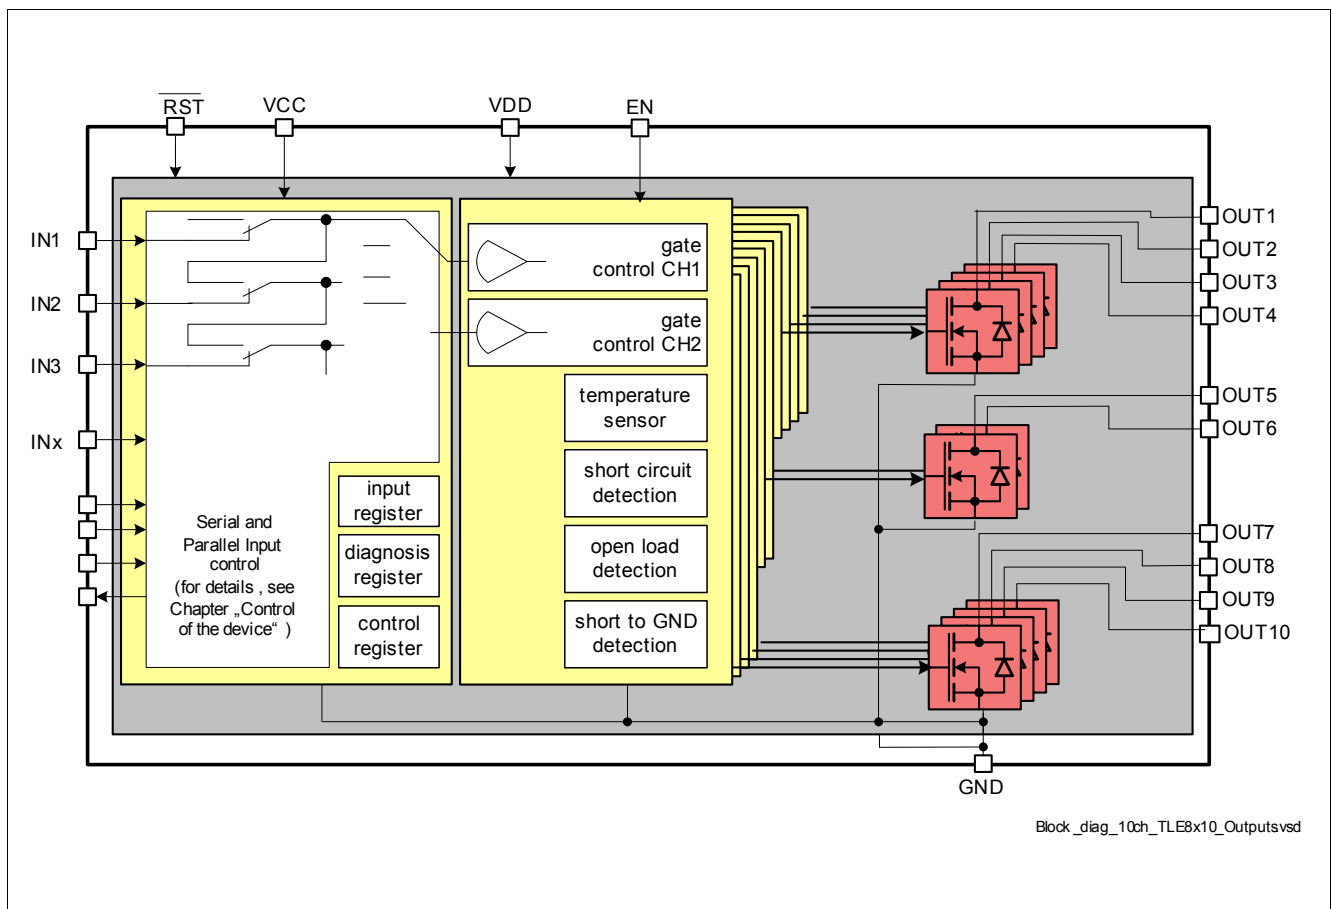 RST
VCC
VDD
EN
IN1
IN2
IN3
INx
gate
control CH1
gate
control CH2
temperature
sensor
short circuit
detection
open load
detection
short to GND
detection
input
register
diagnosis
register
control
register
Serial and
Parallel Input
control
(for details , see
Chapter „Control
of the device“ )
OUT1
OUT2
OUT3
OUT4
OUT5
OUT6
OUT7
OUT8
OUT9
OUT10
GND
Block_diag_10ch_TLE8x10_Outputs.vsd